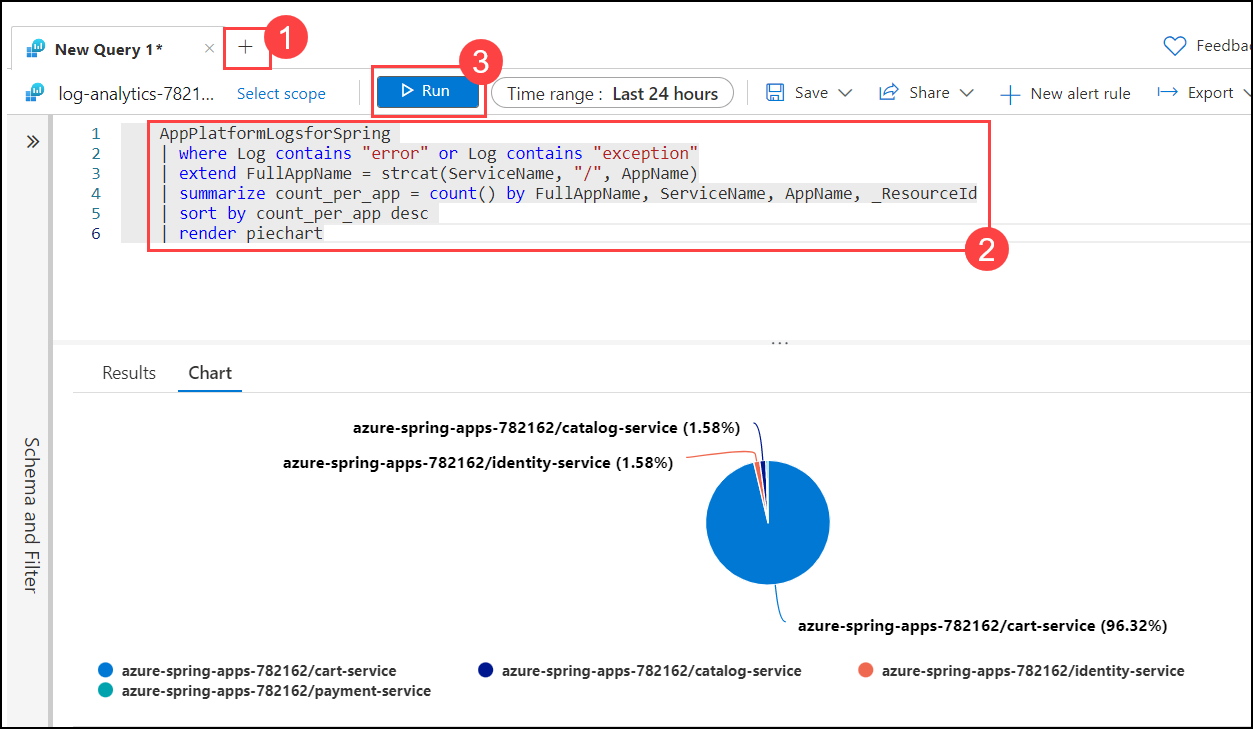 1
New Query 1*
+
Feedbac
log-analytics-7821...
Select scope
3
Run
Time range : Last 24 hours
Save
Share
New alert rule
Export
1 AppPlatformLogsforSpring
2 | where Log contains "error" or Log contains "exception"
3 | extend FullAppName = strcat(ServiceName, "/", AppName)
4 | summarize count_per_app = count() by FullAppName, ServiceName, AppName, _ResourceId
5 | sort by count_per_app desc
6 | render piechart
2
...
Results
Chart
Schema and Filter
azure-spring-apps-782162/catalog-service (1.58%)
azure-spring-apps-782162/identity-service (1.58%)
azure-spring-apps-782162/cart-service (96.32%)
azure-spring-apps-782162/cart-service
azure-spring-apps-782162/catalog-service
azure-spring-apps-782162/identity-service
azure-spring-apps-782162/payment-service